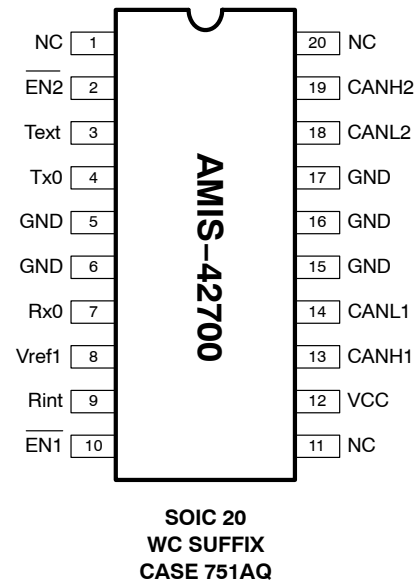 NC 1 20 NC
EN2 2 19 CANH2
Text 3 18 CANL2
Tx0 4 17 GND
GND 5 16 GND
GND 6 15 GND
Rx0 7 14 CANL1
Vref1 8 13 CANH1
Rint 9 12 VCC
EN1 10 11 NC
AMIS−42700
SOIC 20
WC SUFFIX
CASE 751AQ